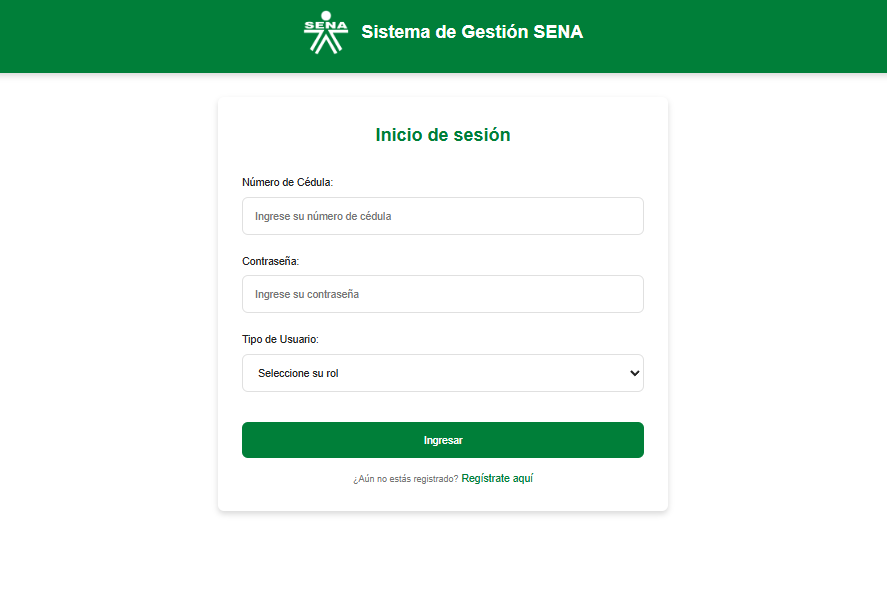 SENA
Sistema de Gestión SENA
Inicio de sesión
Número de Cédula:
Ingrese su número de cédula
Contraseña:
Ingrese su contraseña
Tipo de Usuario:
Seleccione su rol
Ingresar
¿Aún no estás registrado? Regístrate aquí